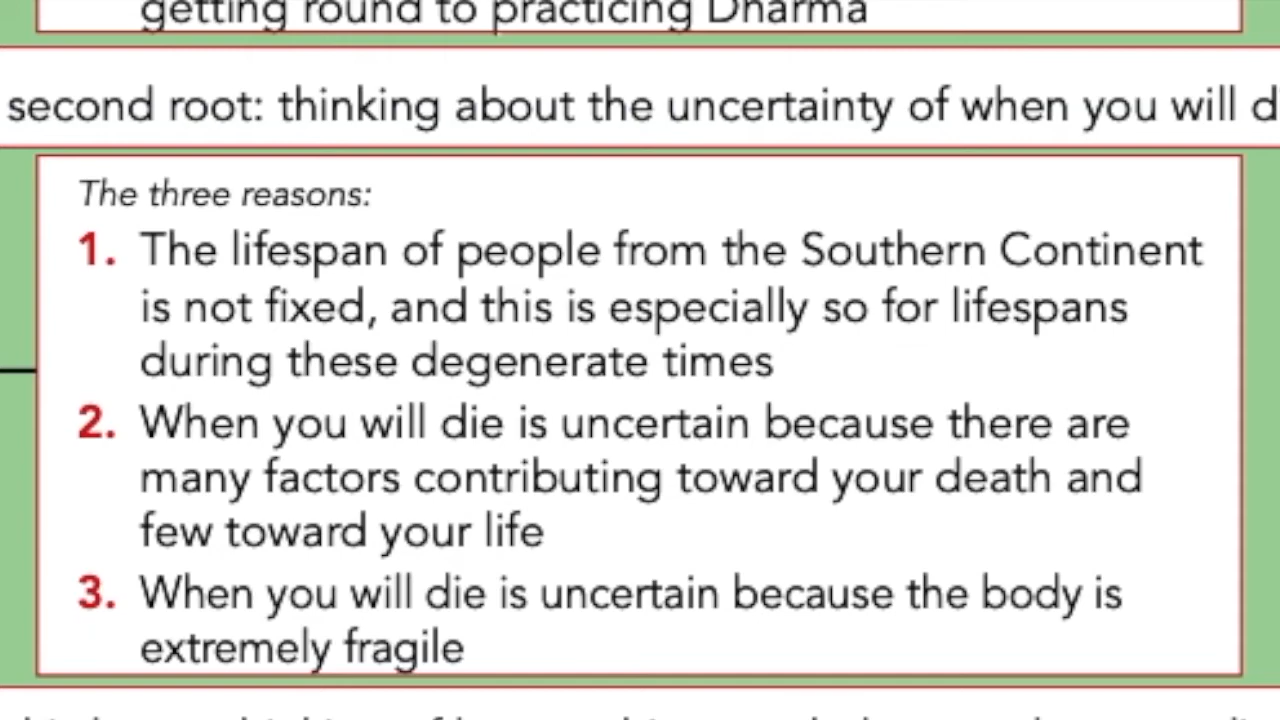 getting round to practicing Dharma
second root: thinking about the uncertainty of when you will d
The three reasons:
1. The lifespan of people from the Southern Continent
is not fixed, and this is especially so for lifespans
during these degenerate times
2. When you will die is uncertain because there are
many factors contributing toward your death and
few toward your life
3. When you will die is uncertain because the body is
extremely fragile